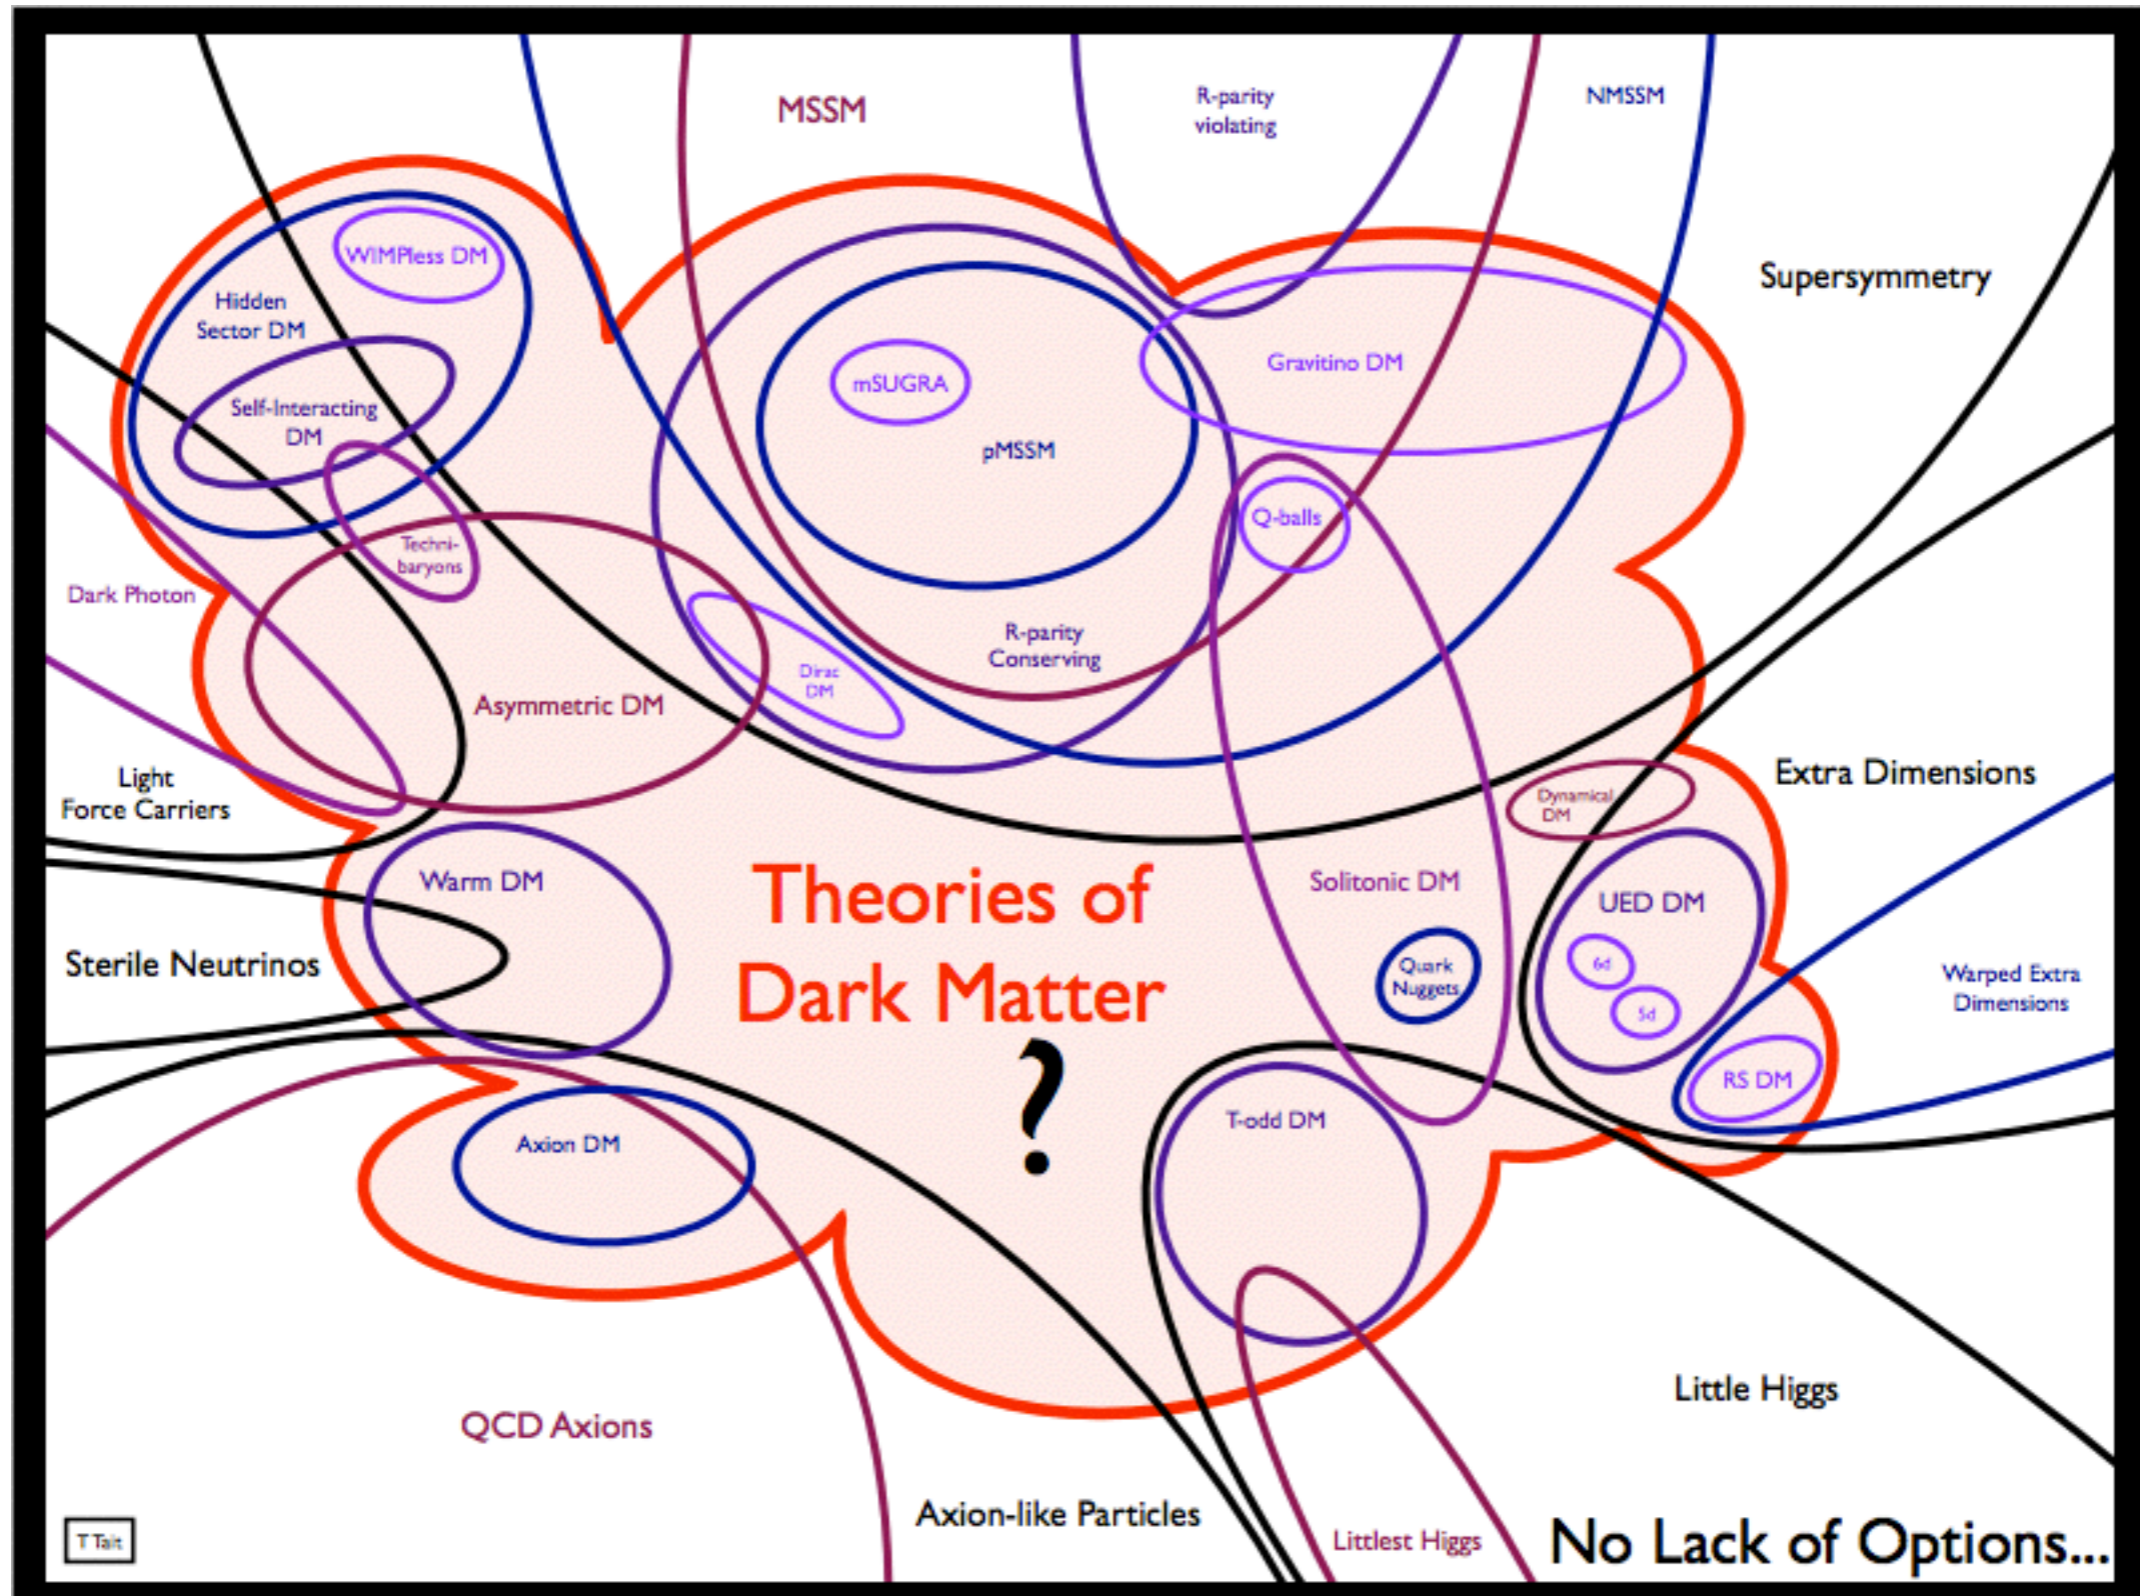 MSSM
R-parity
violating
NMSSM
Supersymmetry
WIMPless DM
Hidden
Sector DM
Self-Interacting
DM
mSUGRA
pMSSM
Gravitino DM
Q-balls
Techni-
baryons
Dark Photon
R-parity
Conserving
Dirac
DM
Asymmetric DM
Light
Force Carriers
Extra Dimensions
Dynamical
DM
Warm DM
Theories of
Dark Matter
?
Solitonic DM
UED DM
Sterile Neutrinos
Quark
Nuggets
6d
5d
Warped Extra
Dimensions
RS DM
Axion DM
T-odd DM
Little Higgs
QCD Axions
Axion-like Particles
Littlest Higgs
No Lack of Options...
T Tait